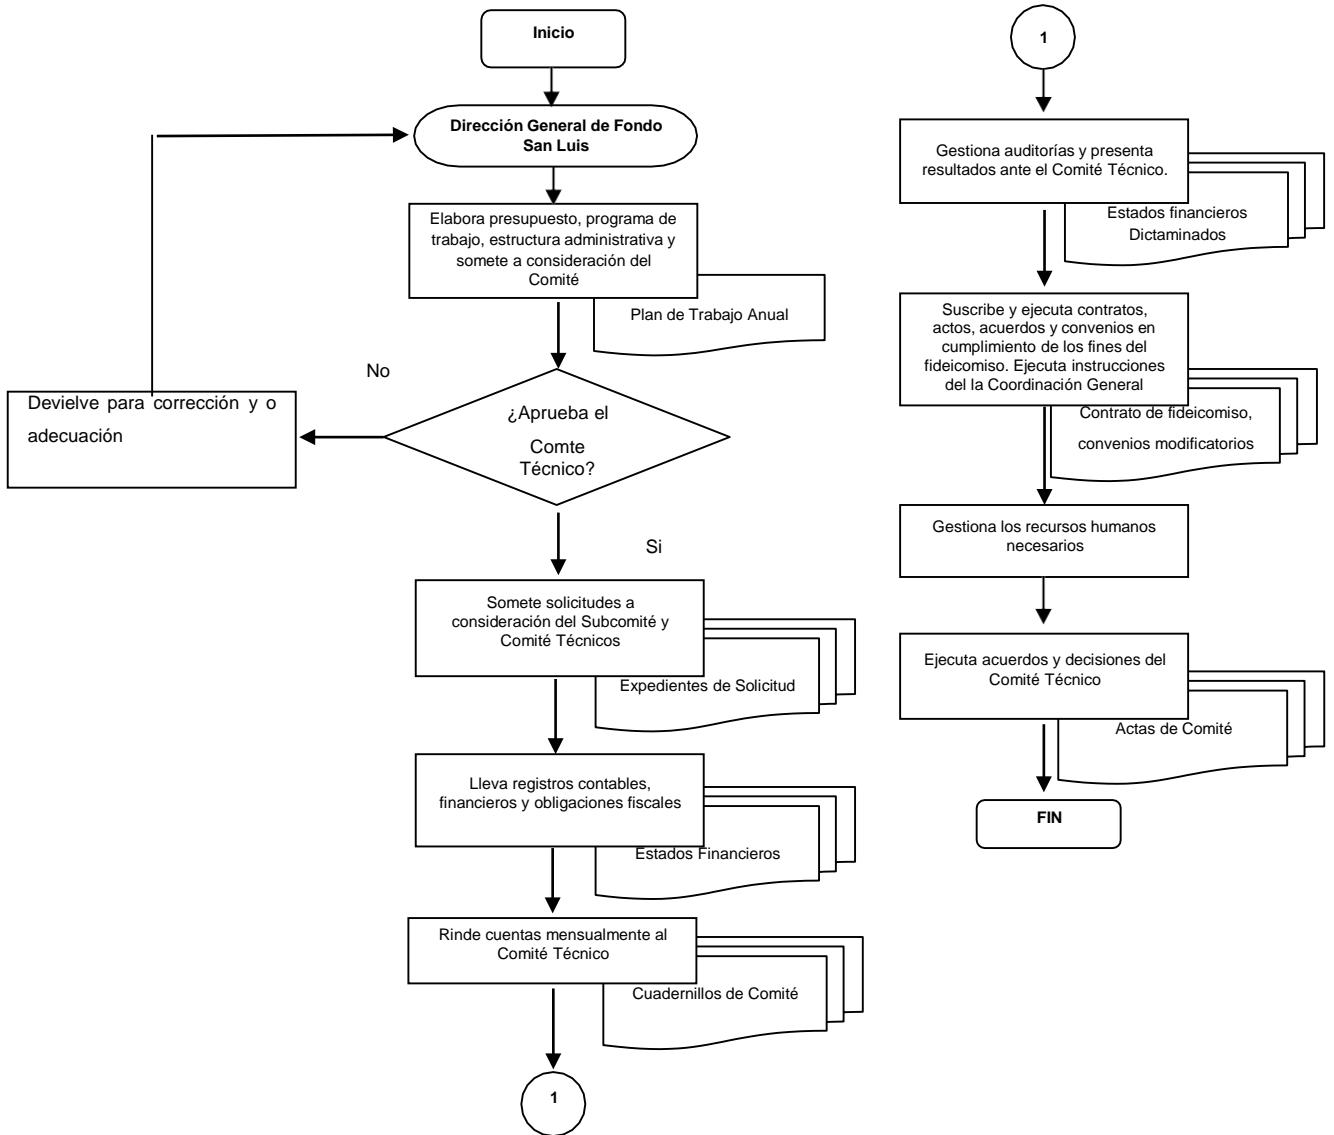 Inicio
Dirección General de Fondo
San Luis
Elabora presupuesto, programa de
trabajo, estructura administrativa y
somete a consideración del
Comité
Plan de Trabajo Anual
No
Devielve para corrección y o
adecuación
¿Aprueba el
Comte
Técnico?
Si
Somete solicitudes a
consideración del Subcomité y
Comité Técnicos
Expedientes de Solicitud
Lleva registros contables,
financieros y obligaciones fiscales
Estados Financieros
Rinde cuentas mensualmente al
Comité Técnico
Cuadernillos de Comité
1
1
Gestiona auditorías y presenta
resultados ante el Comité Técnico.
Estados financieros
Dictaminados
Suscribe y ejecuta contratos,
actos, acuerdos y convenios en
cumplimiento de los fines del
fideicomiso. Ejecuta instrucciones
del la Coordinación General
Contrato de fideicomiso,
convenios modificatorios
Gestiona los recursos humanos
necesarios
Ejecuta acuerdos y decisiones del
Comité Técnico
Actas de Comité
FIN